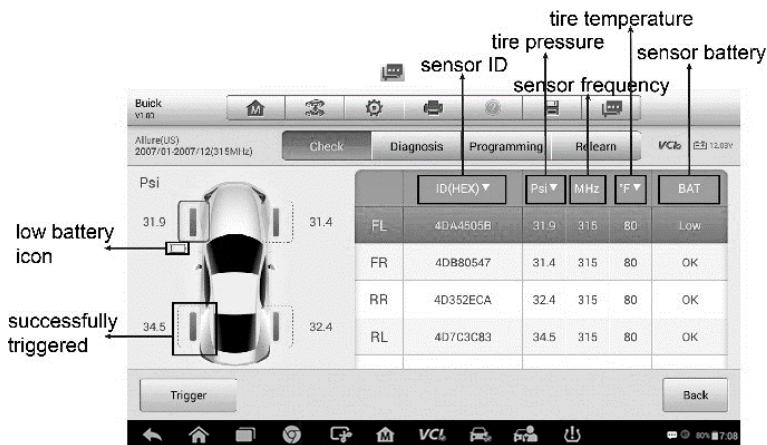 tire temperature
tire pressure
sensor battery
sensor ID
sensor frequency
Buick
V1.00
Allure(US)
2007/01-2007/12(315MHz)
Check
Diagnosis
Programming
Relearn
VCI
12.03V
Psi
ID(HEX)▼
Psi▼
MHz
°F▼
BAT
31.9
31.4
FL
4DA4505B
31.9
315
80
Low
low battery
icon
FR
4DB80547
31.4
315
80
OK
RR
4D352ECA
32.4
315
80
OK
successfully
triggered
34.5
32.4
RL
4D7C3C83
34.5
315
80
OK
Trigger
Back
M
VCI
80%
7:08